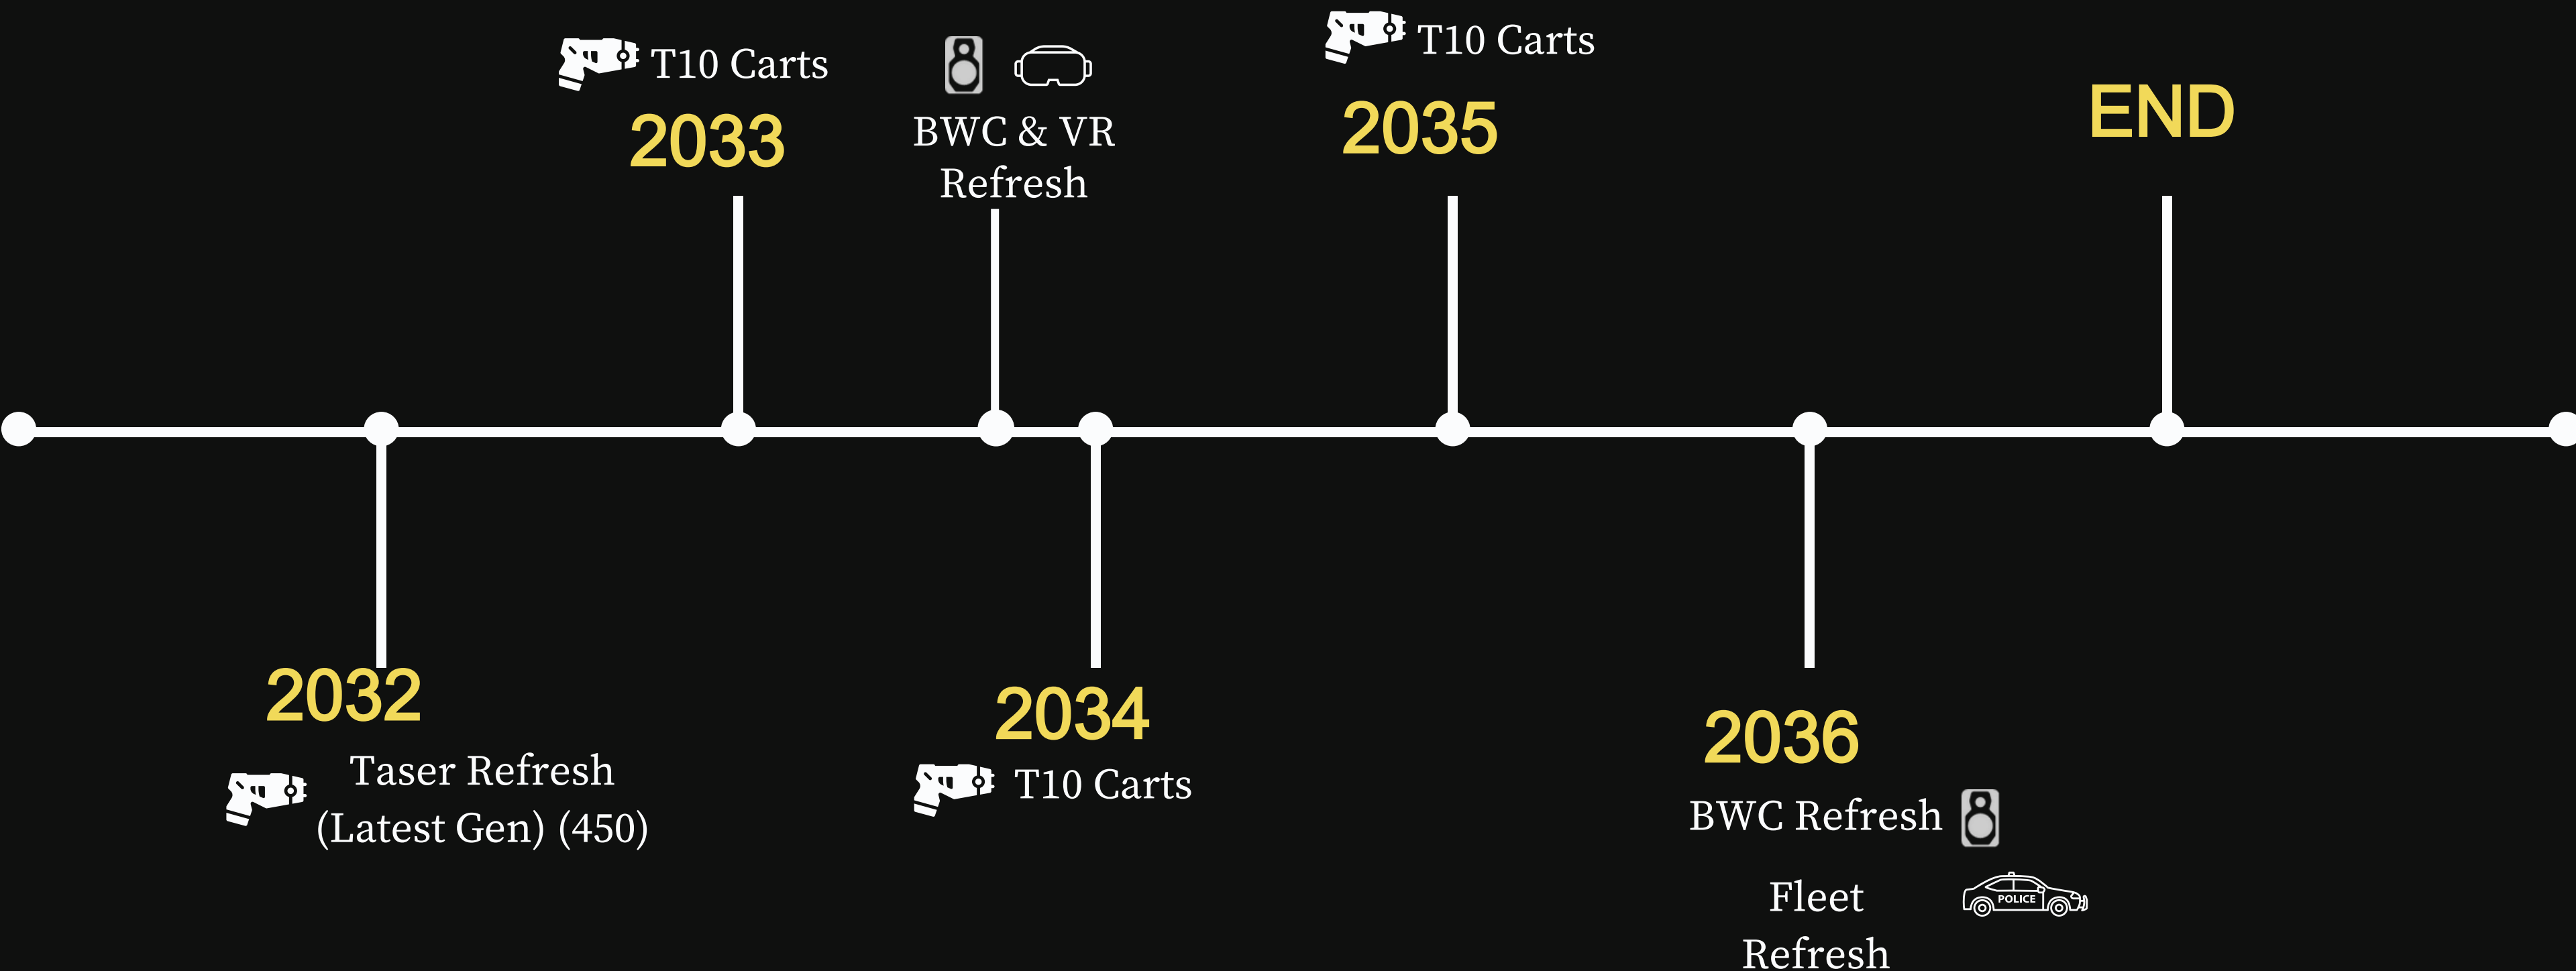 T10 Carts
2033
BWC & VR
Refresh
T10 Carts
2035
END
2032
Taser Refresh
(Latest Gen) (450)
2034
T10 Carts
2036
BWC Refresh
Fleet
Refresh
POLICE